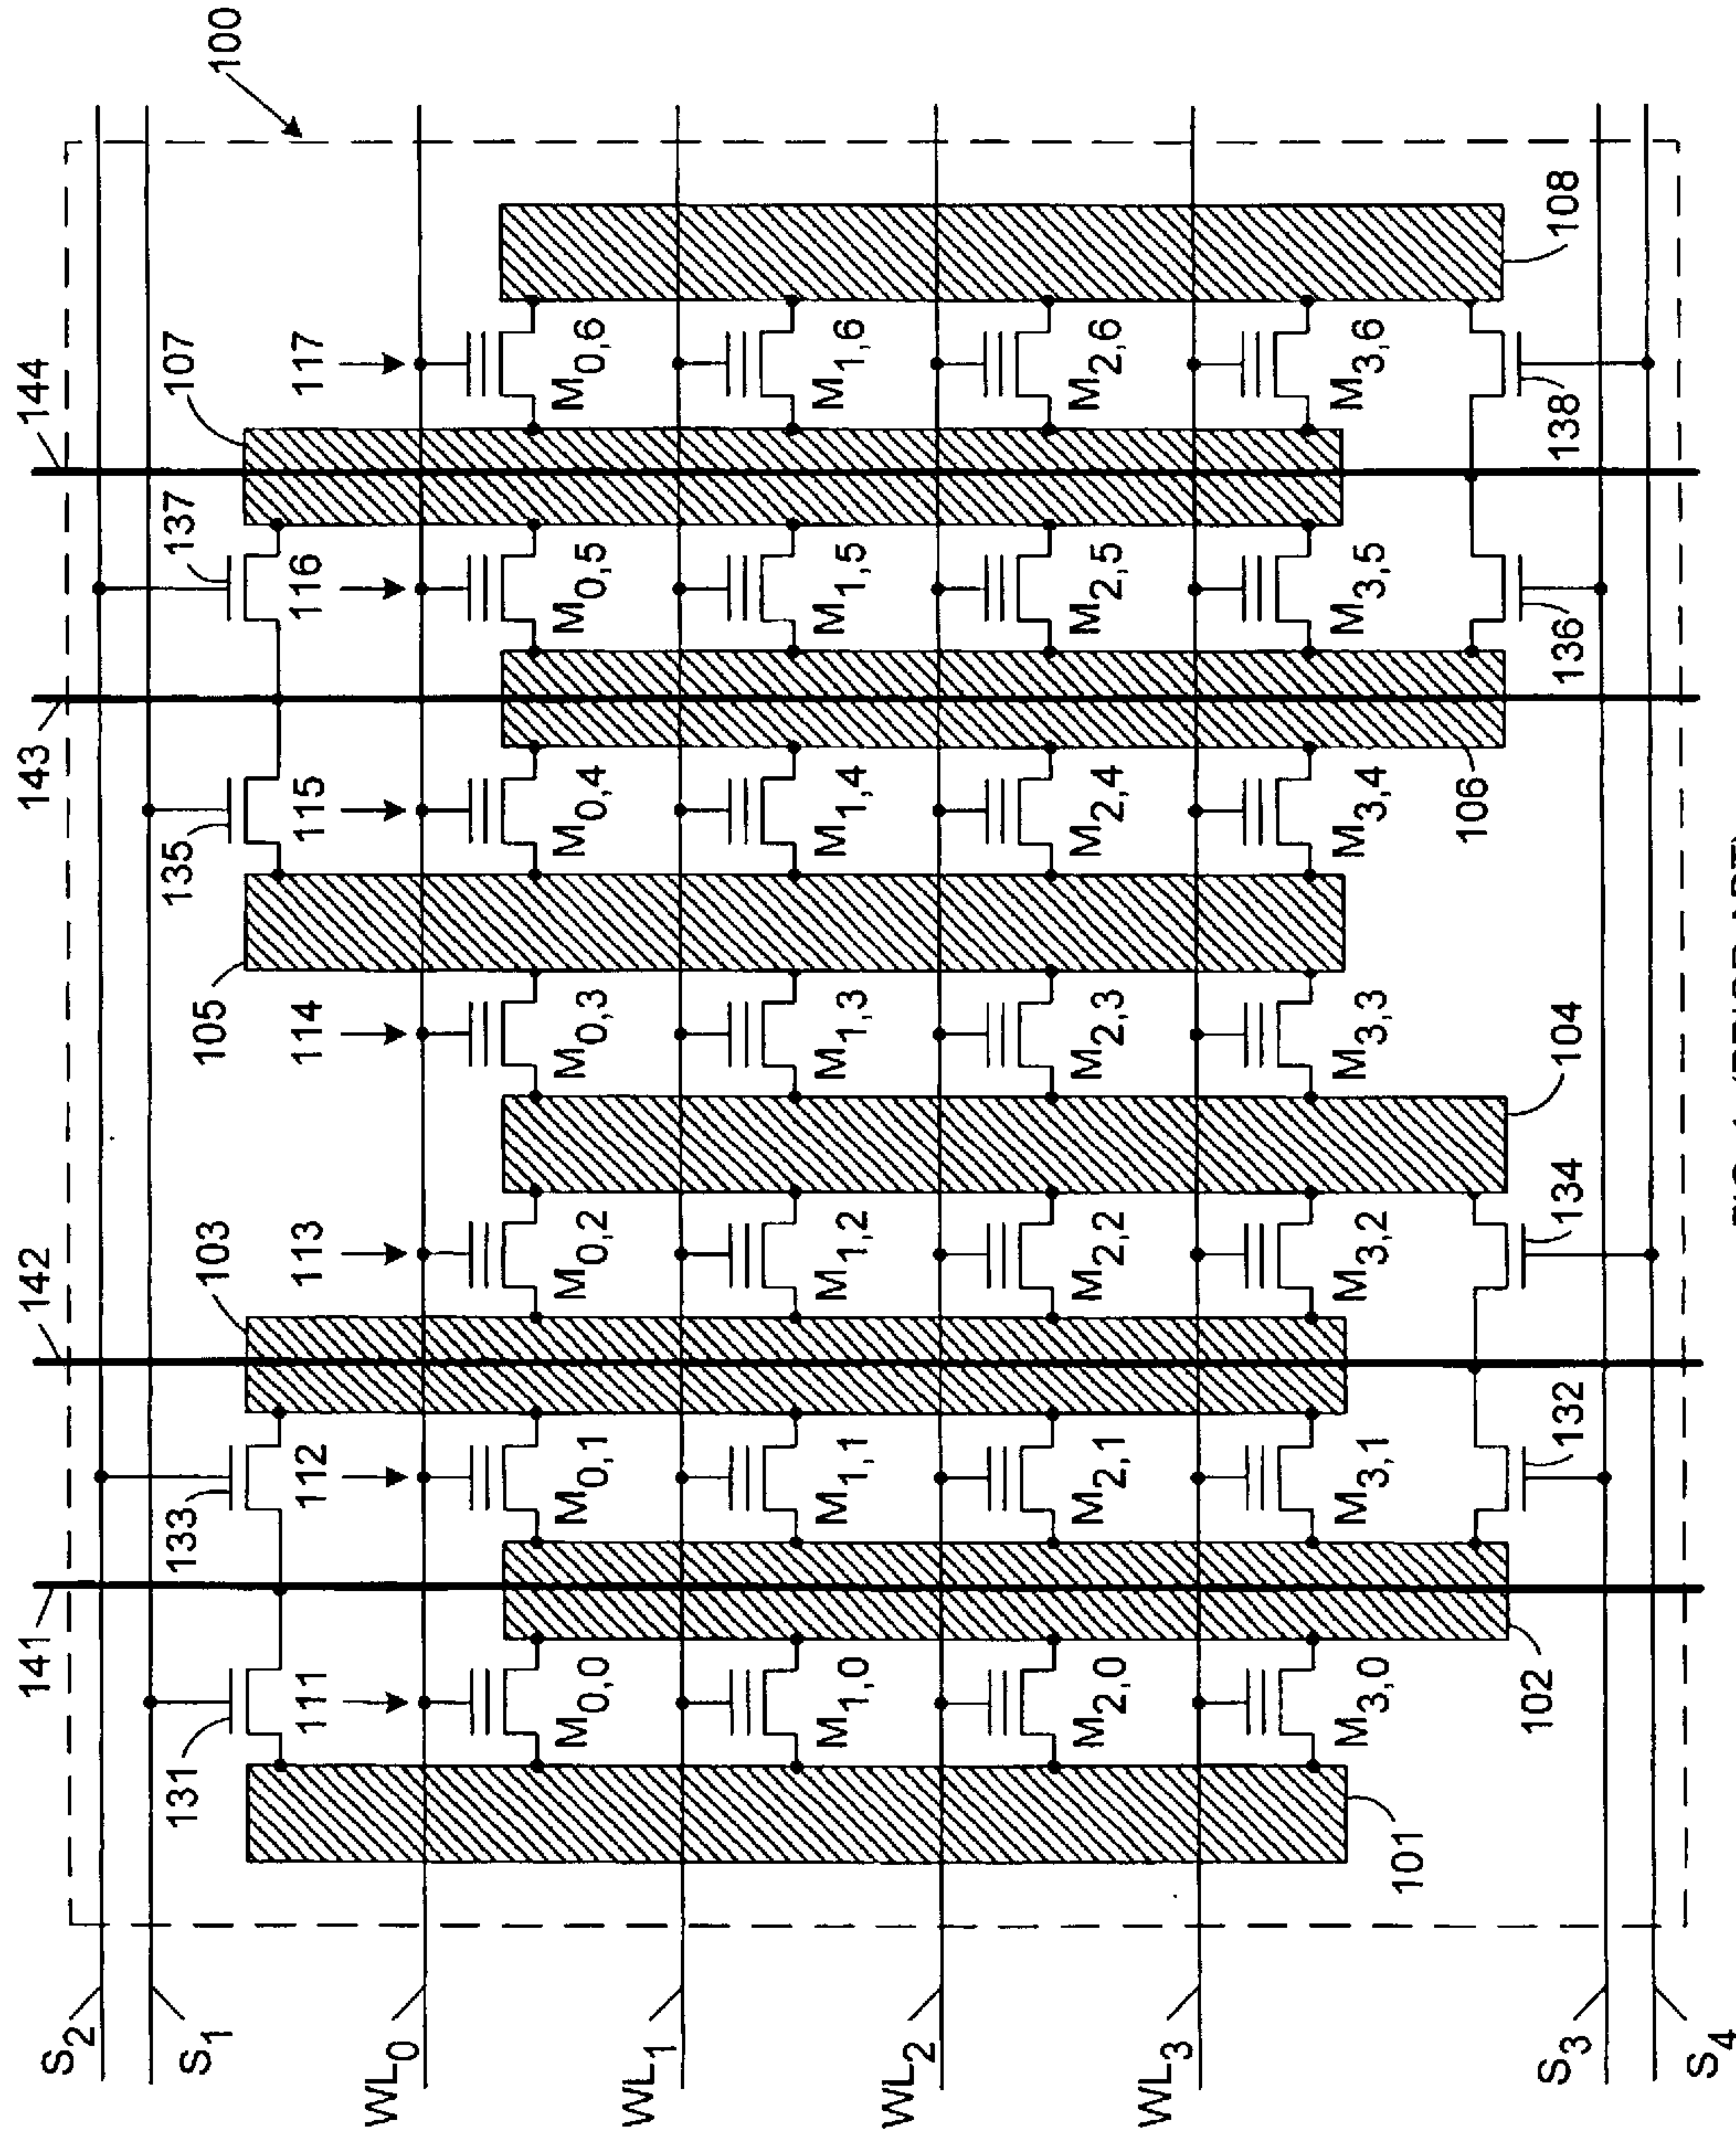 141 142 143 144
S2
S1
100
131 133 103 105 135 137 107
111 112 113 114 115 116 117
WL0
M0,0 M0,1 M0,2 M0,3 M0,4 M0,5 M0,6
WL1
M1,0 M1,1 M1,2 M1,3 M1,4 M1,5 M1,6
WL2
M2,0 M2,1 M2,2 M2,3 M2,4 M2,5 M2,6
WL3
M3,0 M3,1 M3,2 M3,3 M3,4 M3,5 M3,6
101 102 132 134 104 106 136 138 108
S3
S4